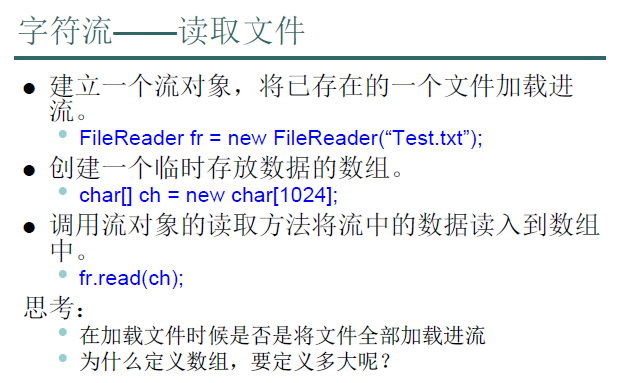 字符流——读取文件
建立一个流对象，将已存在的一个文件加载进
流。
FileReader fr = new FileReader(“Test.txt”);
创建一个临时存放数据的数组。
char[] ch = new char[1024];
调用流对象的读取方法将流中的数据读入到数组
中。
fr.read(ch);
思考：
在加载文件时候是否是将文件全部加载进流
为什么定义数组，要定义多大呢？